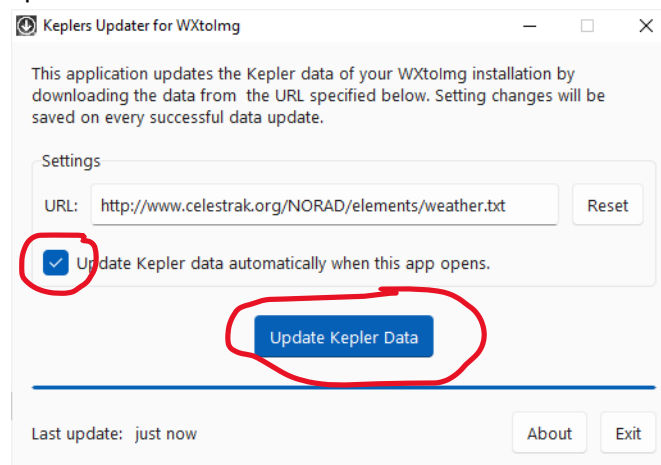 Keplers Updater for WXtoImg
This application updates the Kepler data of your WXtoImg installation by
downloading the data from the URL specified below. Setting changes will be
saved on every successful data update.
Settings
URL: http://www.celestrak.org/NORAD/elements/weather.txt Reset
Update Kepler data automatically when this app opens.
Update Kepler Data
Last update: just now About Exit